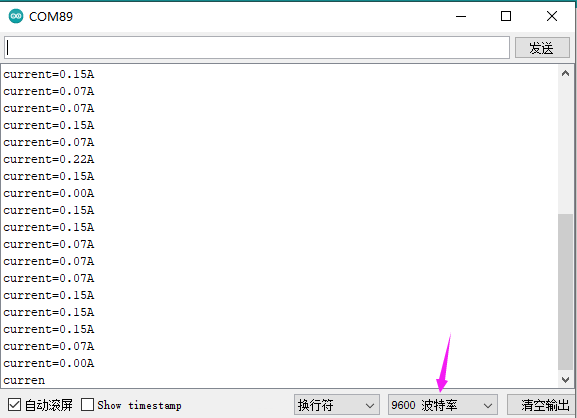 COM89
发送
current=0.15A
current=0.07A
current=0.07A
current=0.15A
current=0.07A
current=0.22A
current=0.15A
current=0.00A
current=0.15A
current=0.15A
current=0.07A
current=0.07A
current=0.07A
current=0.15A
current=0.15A
current=0.15A
current=0.07A
current=0.00A
curren
自动滚屏 Show timestamp 换行符 9600 波特率 清空输出